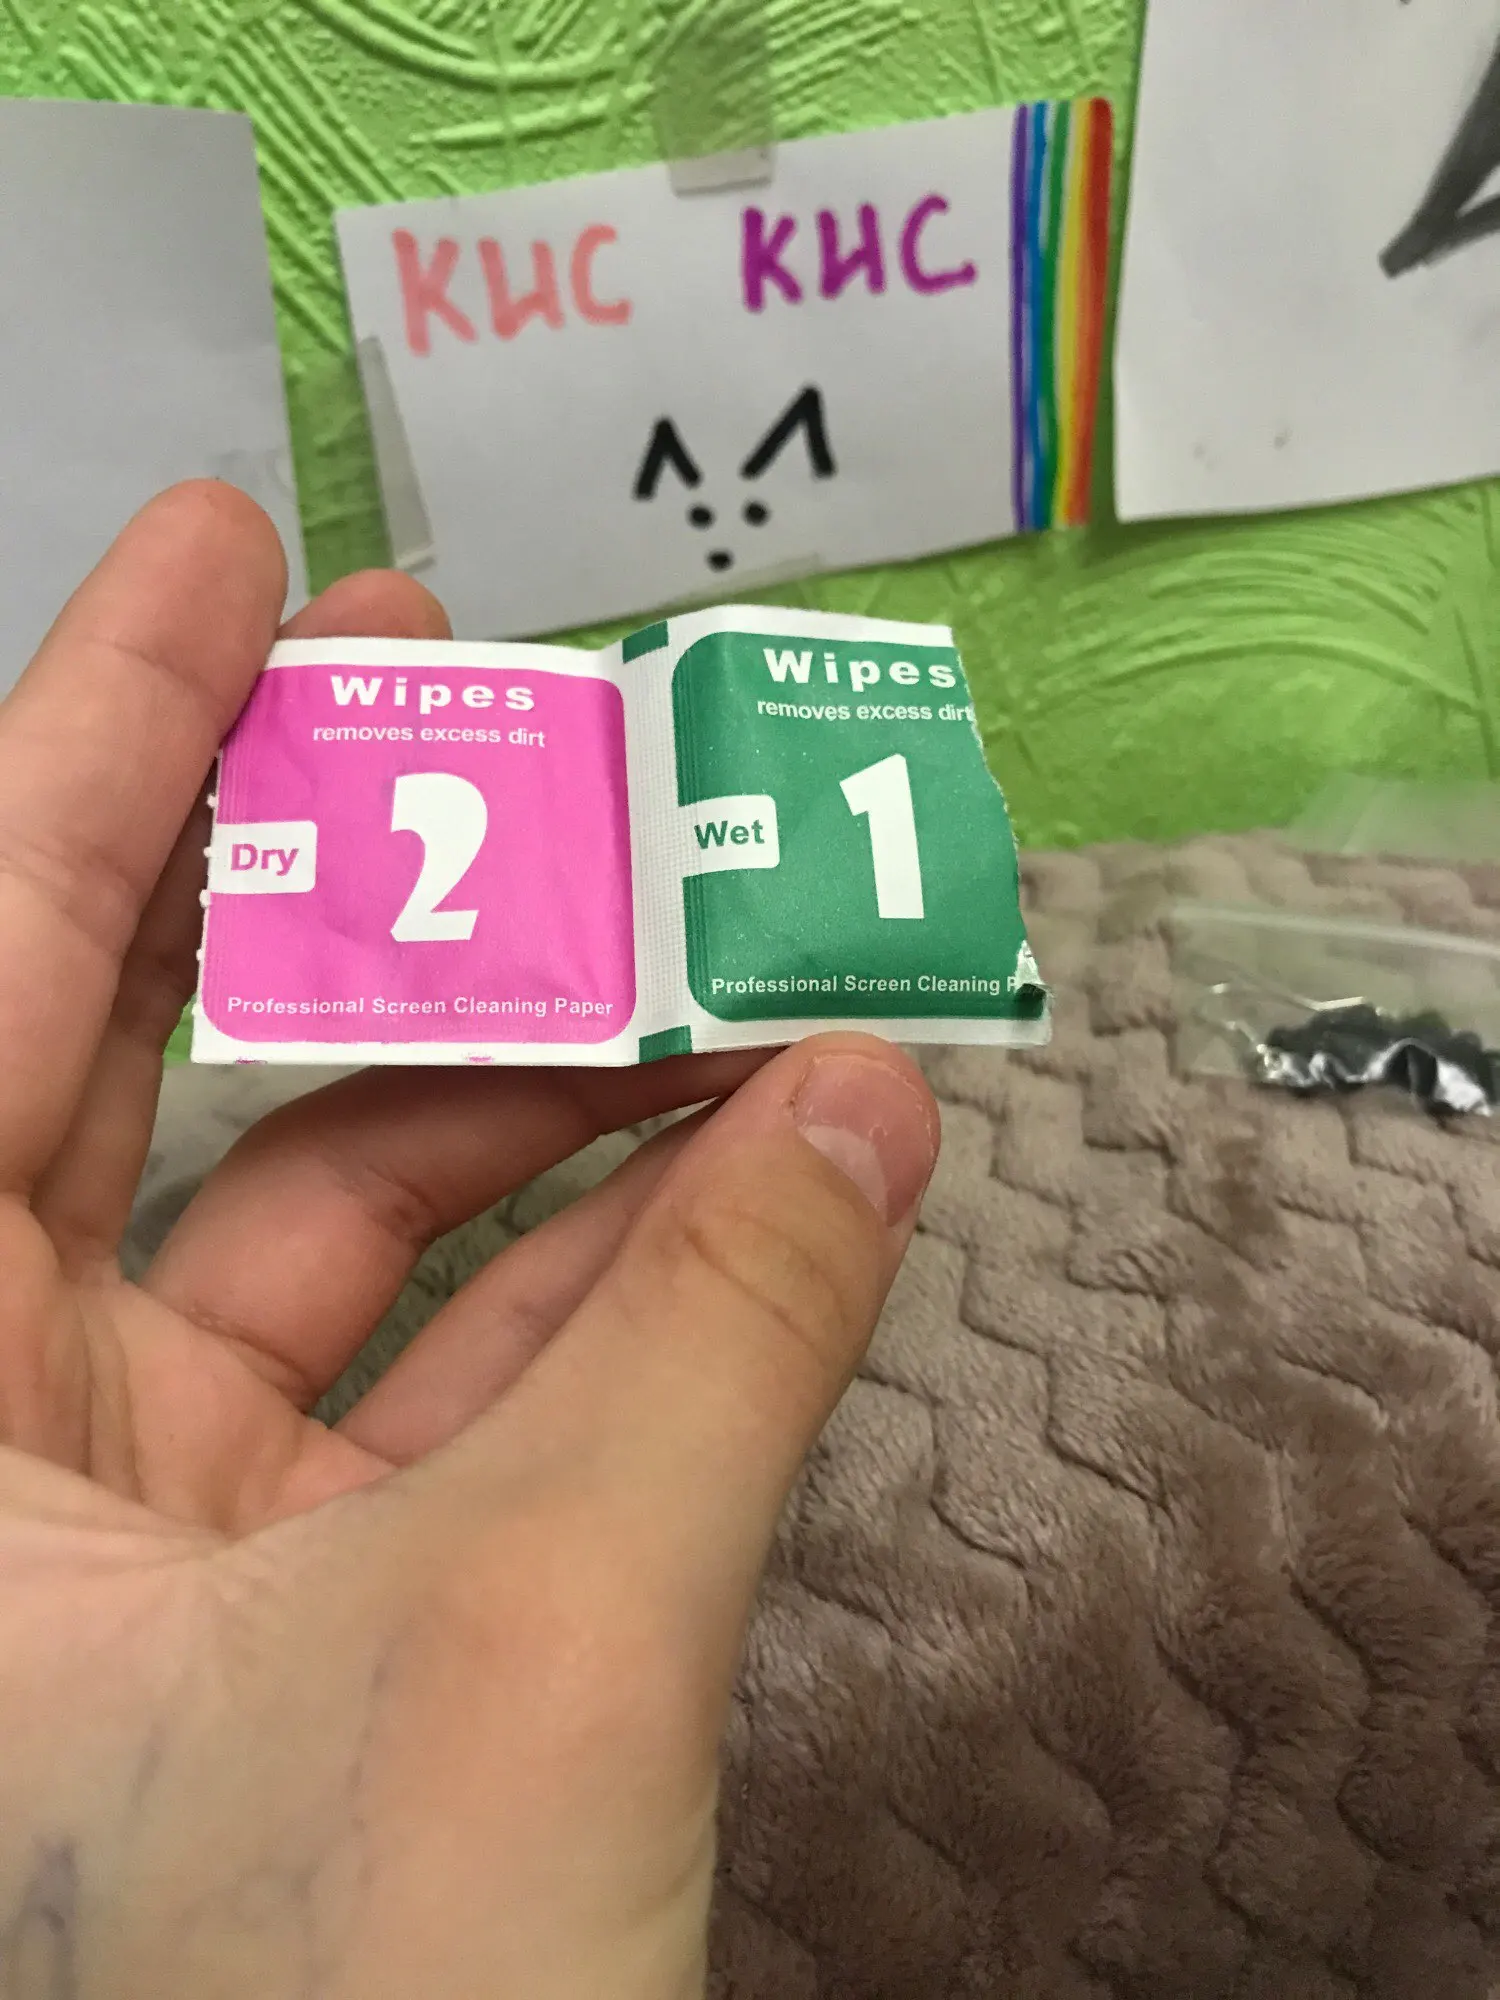 КИС КИС
Wipes
removes excess dirt
Dry
2
Professional Screen Cleaning Paper
Wipes
removes excess dirt
Wet
1
Professional Screen Cleaning P